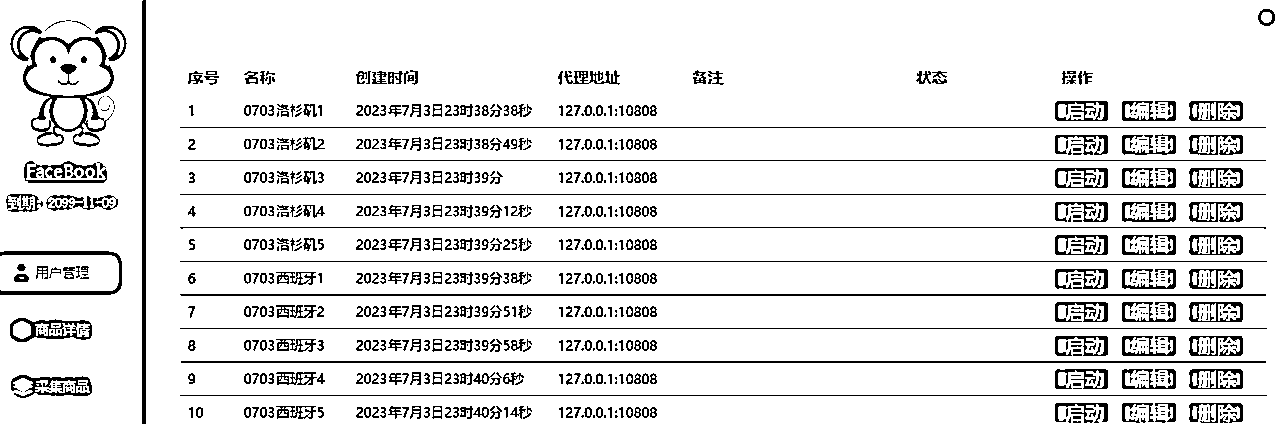 FaceBook
到期：2099-11-09
用户管理
商品详情
采集商品
序号 名称 创建时间 代理地址 备注 状态 操作
1 0703洛杉矶1 2023年7月3日23时38分38秒 127.0.0.1:10808 启动 编辑 删除
2 0703洛杉矶2 2023年7月3日23时38分49秒 127.0.0.1:10808 启动 编辑 删除
3 0703洛杉矶3 2023年7月3日23时39分 127.0.0.1:10808 启动 编辑 删除
4 0703洛杉矶4 2023年7月3日23时39分12秒 127.0.0.1:10808 启动 编辑 删除
5 0703洛杉矶5 2023年7月3日23时39分25秒 127.0.0.1:10808 启动 编辑 删除
6 0703西班牙1 2023年7月3日23时39分38秒 127.0.0.1:10808 启动 编辑 删除
7 0703西班牙2 2023年7月3日23时39分51秒 127.0.0.1:10808 启动 编辑 删除
8 0703西班牙3 2023年7月3日23时39分58秒 127.0.0.1:10808 启动 编辑 删除
9 0703西班牙4 2023年7月3日23时40分6秒 127.0.0.1:10808 启动 编辑 删除
10 0703西班牙5 2023年7月3日23时40分14秒 127.0.0.1:10808 启动 编辑 删除